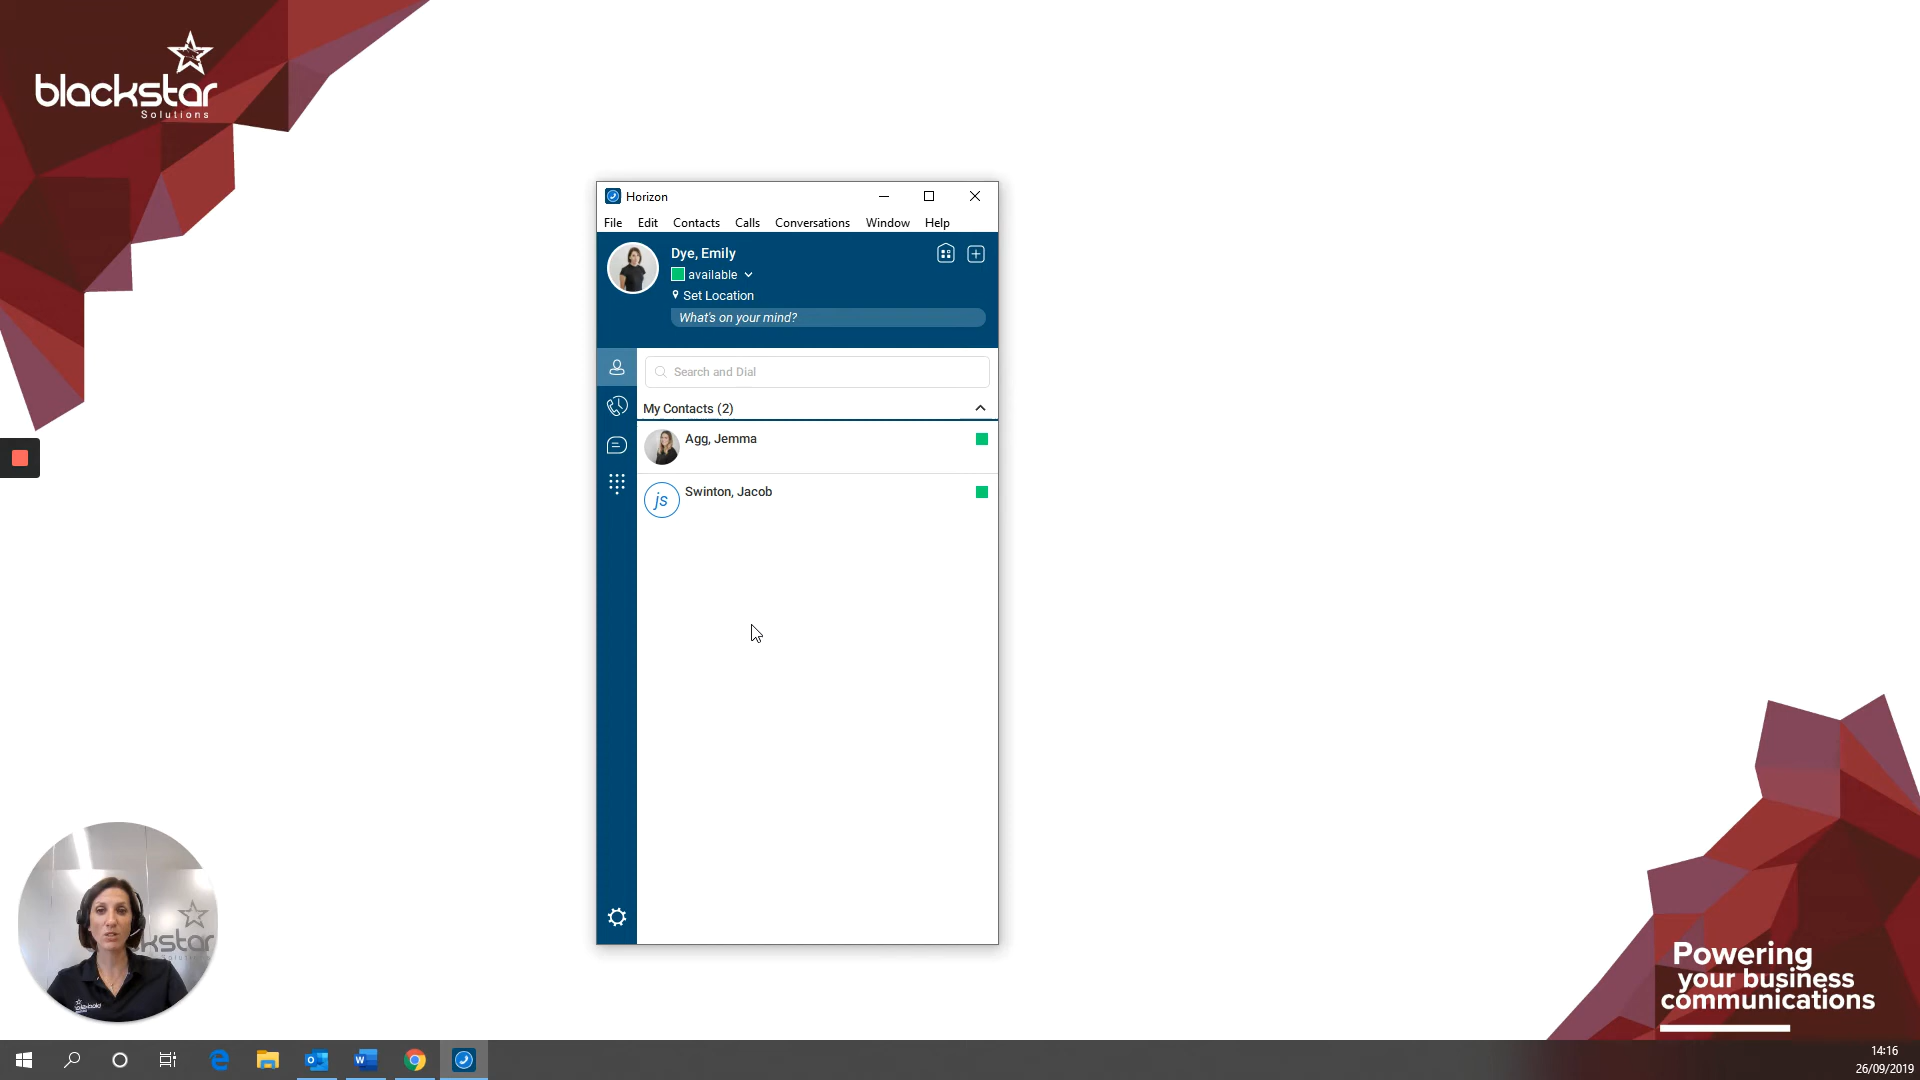 blackstar
Solutions
Horizon
File Edit Contacts Calls Conversations Window Help
Dye, Emily
available
Set Location
What's on your mind?
Search and Dial
My Contacts (2)
Agg, Jemma
js
Swinton, Jacob
kstar
Powering
your business
communications
14:16
26/09/2019